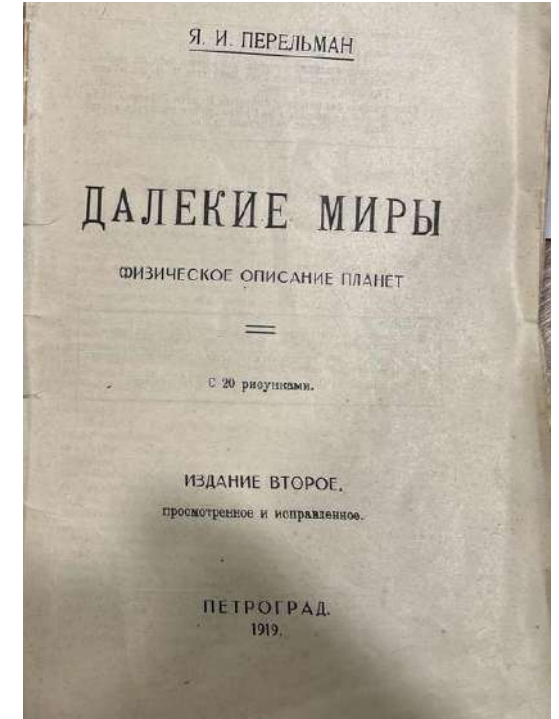 Я. И. ПЕРЕЛЬМАН
ДАЛЕКИЕ МИРЫ
ФИЗИЧЕСКОЕ ОПИСАНИЕ ПЛАНЕТ
С 20 рисунками.
ИЗДАНИЕ ВТОРОЕ,
просмотренное и исправленное.
ПЕТРОГРАД.
1919.